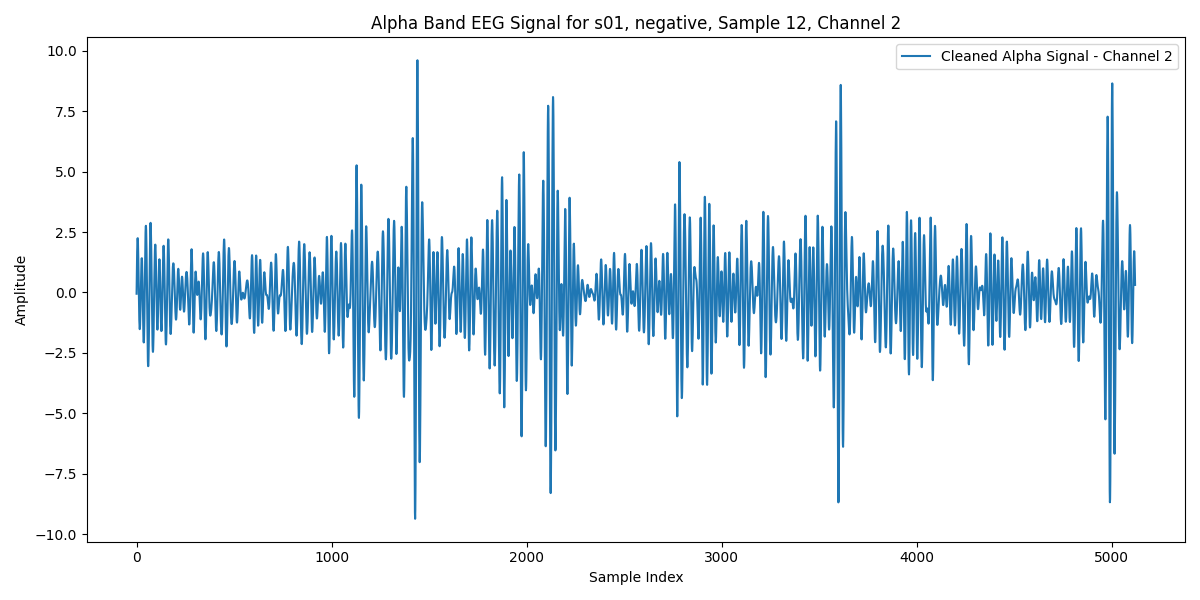 Alpha Band EEG Signal for s01, negative, Sample 12, Channel 2
Cleaned Alpha Signal - Channel 2
Amplitude
10.0
7.5
5.0
2.5
0.0
−2.5
−5.0
−7.5
−10.0
0 1000 2000 3000 4000 5000
Sample Index